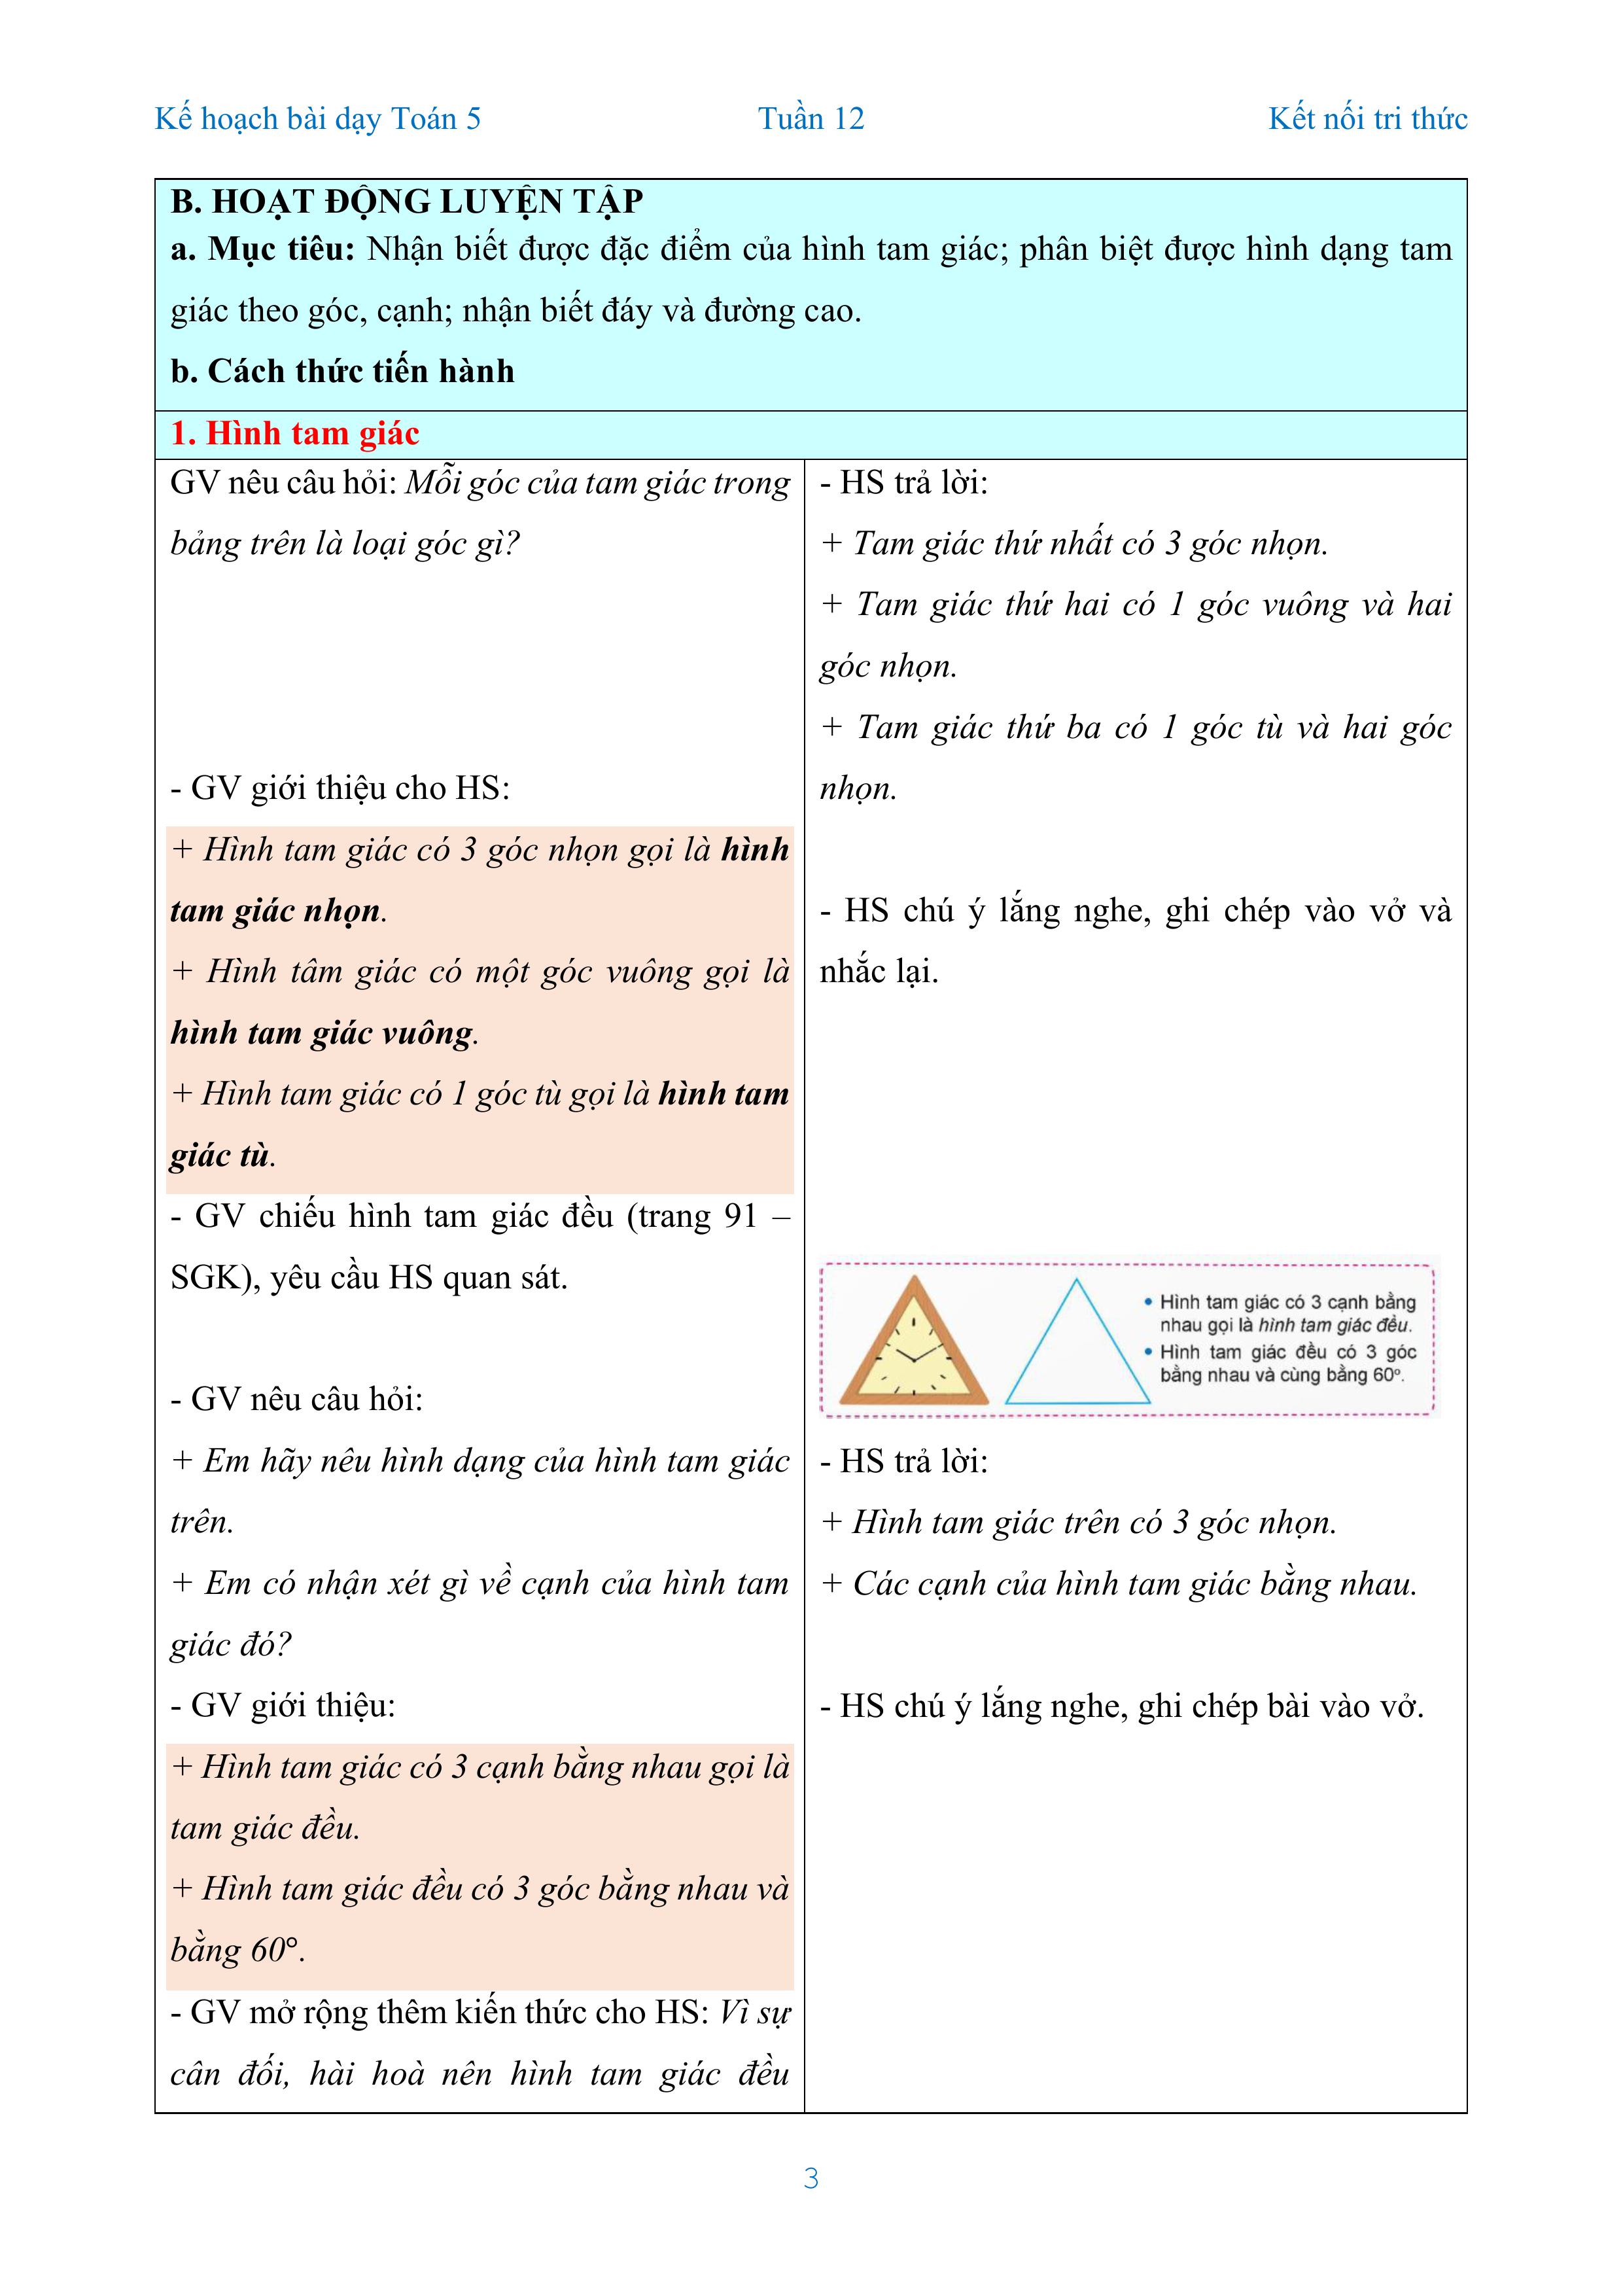 Kế hoạch bài dạy Toán 5 Tuần 12 Kết nối tri thức
B. HOẠT ĐỘNG LUYỆN TẬP
a. Mục tiêu: Nhận biết được đặc điểm của hình tam giác; phân biệt được hình dạng tam
giác theo góc, cạnh; nhận biết đáy và đường cao.
b. Cách thức tiến hành
1. Hình tam giác
GV nêu câu hỏi: Mỗi góc của tam giác trong
bảng trên là loại góc gì?
- GV giới thiệu cho HS:
+ Hình tam giác có 3 góc nhọn gọi là hình
tam giác nhọn.
+ Hình tâm giác có một góc vuông gọi là
hình tam giác vuông.
+ Hình tam giác có 1 góc tù gọi là hình tam
giác tù.
- GV chiếu hình tam giác đều (trang 91 –
SGK), yêu cầu HS quan sát.
- GV nêu câu hỏi:
+ Em hãy nêu hình dạng của hình tam giác
trên.
+ Em có nhận xét gì về cạnh của hình tam
giác đó?
- GV giới thiệu:
+ Hình tam giác có 3 cạnh bằng nhau gọi là
tam giác đều.
+ Hình tam giác đều có 3 góc bằng nhau và
bằng 60°.
- GV mở rộng thêm kiến thức cho HS: Vì sự
cân đối, hài hoà nên hình tam giác đều
- HS trả lời:
+ Tam giác thứ nhất có 3 góc nhọn.
+ Tam giác thứ hai có 1 góc vuông và hai
góc nhọn.
+ Tam giác thứ ba có 1 góc tù và hai góc
nhọn.
- HS chú ý lắng nghe, ghi chép vào vở và
nhắc lại.
• Hình tam giác có 3 cạnh bằng
nhau gọi là hình tam giác đều.
• Hình tam giác đều có 3 góc
bằng nhau và cùng bằng 60°.
- HS trả lời:
+ Hình tam giác trên có 3 góc nhọn.
+ Các cạnh của hình tam giác bằng nhau.
- HS chú ý lắng nghe, ghi chép bài vào vở.
3